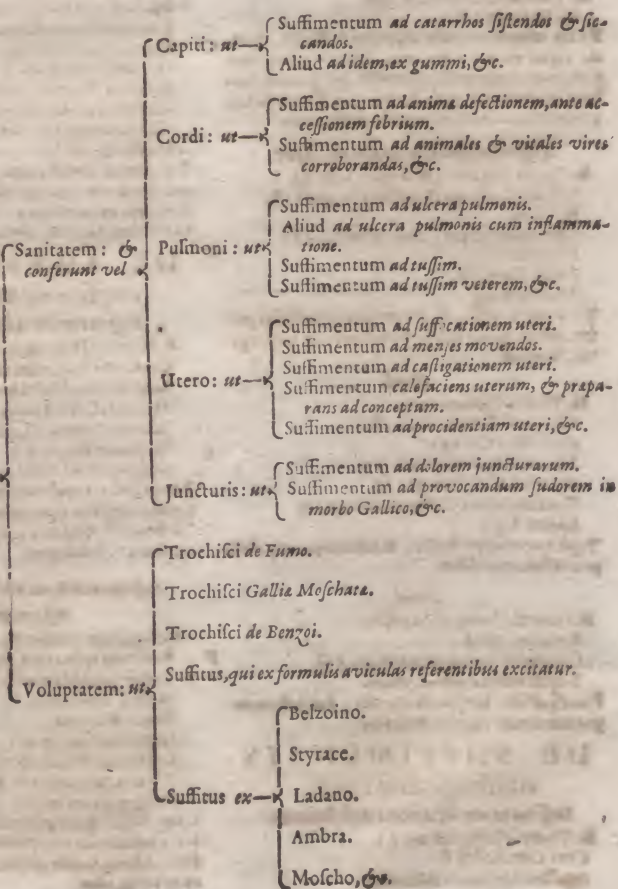 Suffimentum ad catarrhos ſiſtendos & ſic-
candos.
Capiti: ut
Aliud ad idem, ex gummi, &c.
Suffimentum ad anima defectionem, ante ac-
ceſſionem febrium.
Cordi: ut
Suffimentum ad animales & vitales vires
corroborandas, &c.
Suffimentum ad ulcera pulmonis.
Aliud ad ulcera pulmonis cum inflamma-
tione.
Sanitatem: &
conferunt vel
Pulmoni: ut
Suffimentum ad tuſſim.
Suffimentum ad tuſſim veterem, &c.
Suffimentum ad ſuffocationem uteri.
Suffimentum ad menſes movendos.
Utero: ut
Suffimentum ad caſtigationem uteri.
Suffimentum calefaciens uterum, & præpa-
rans ad conceptum.
Suffimentum ad procidentiam uteri, &c.
Suffimentum ad dolorem juncturarum.
Juncturis: ut
Suffimentum ad provocandum ſudorem in
morbo Gallico, &c.
Trochiſci de Fumo.
Trochiſci Galliæ Moſchatæ.
Trochiſci de Benzoi.
Voluptatem: ut
Suffitus, qui ex formulis aviculas referentibus excitatur.
Belzoino.
Styrace.
Suffitus ex
Ladano.
Ambra.
Moſcho, &c.